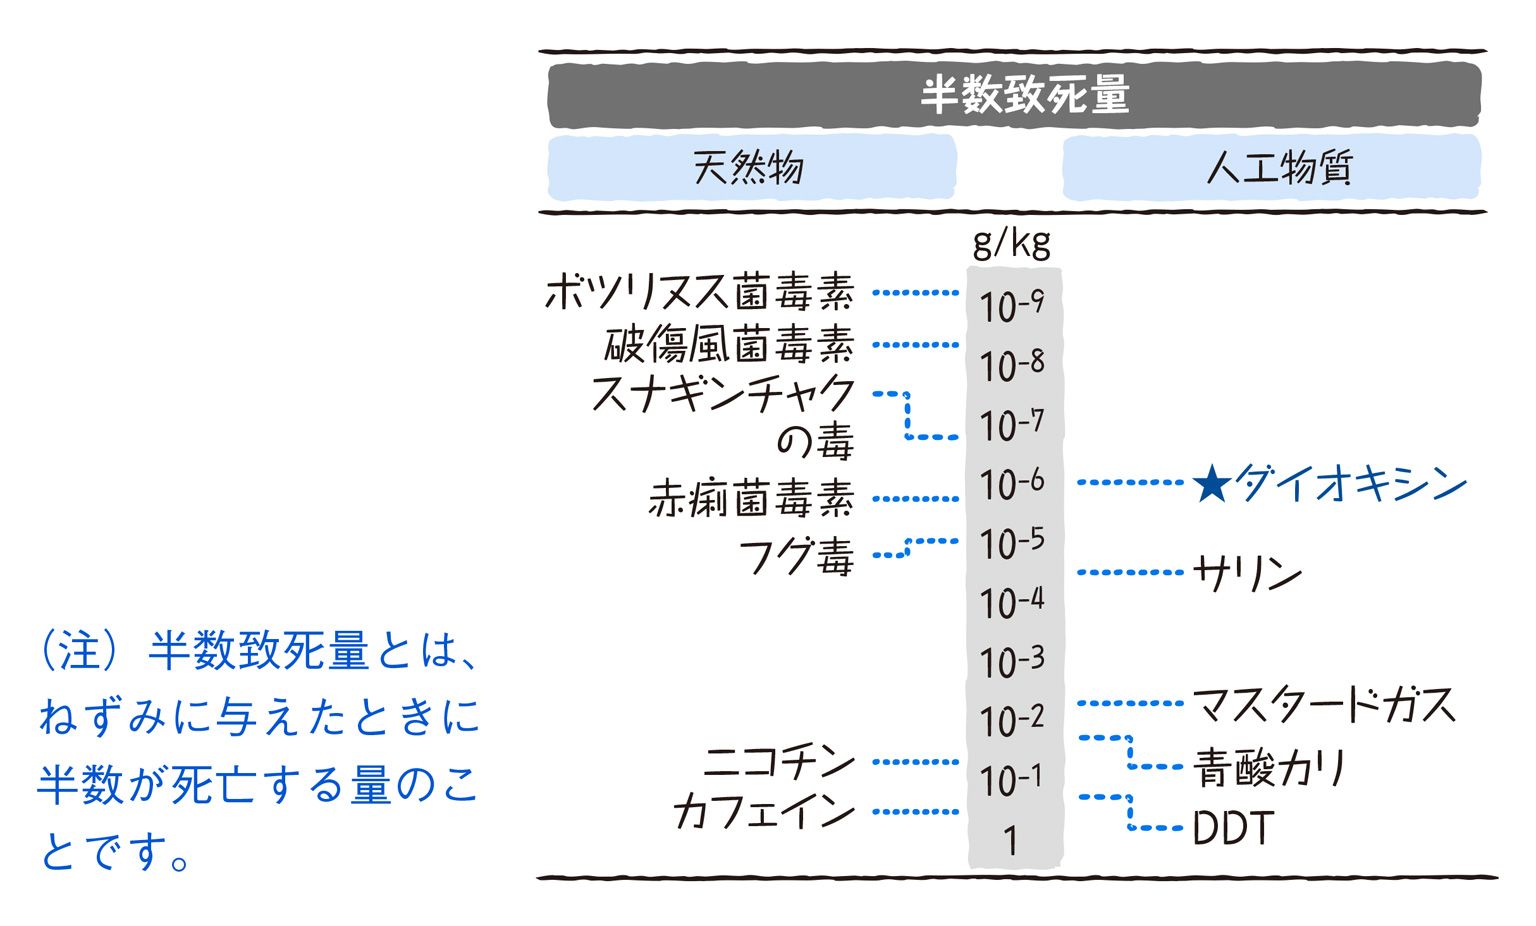 半数致死量
天然物
人工物質
g/kg
ボツリヌス菌毒素
10⁻⁹
破傷風菌毒素
10⁻⁸
スナギンチャク
の毒
10⁻⁷
10⁻⁶
★ダイオキシン
赤痢菌毒素
フグ毒
10⁻⁵
サリン
10⁻⁴
10⁻³
マスタードガス
10⁻²
青酸カリ
ニコチン
10⁻¹
カフェイン
DDT
1
（注）半数致死量とは、
ねずみに与えたときに
半数が死亡する量のこ
とです。